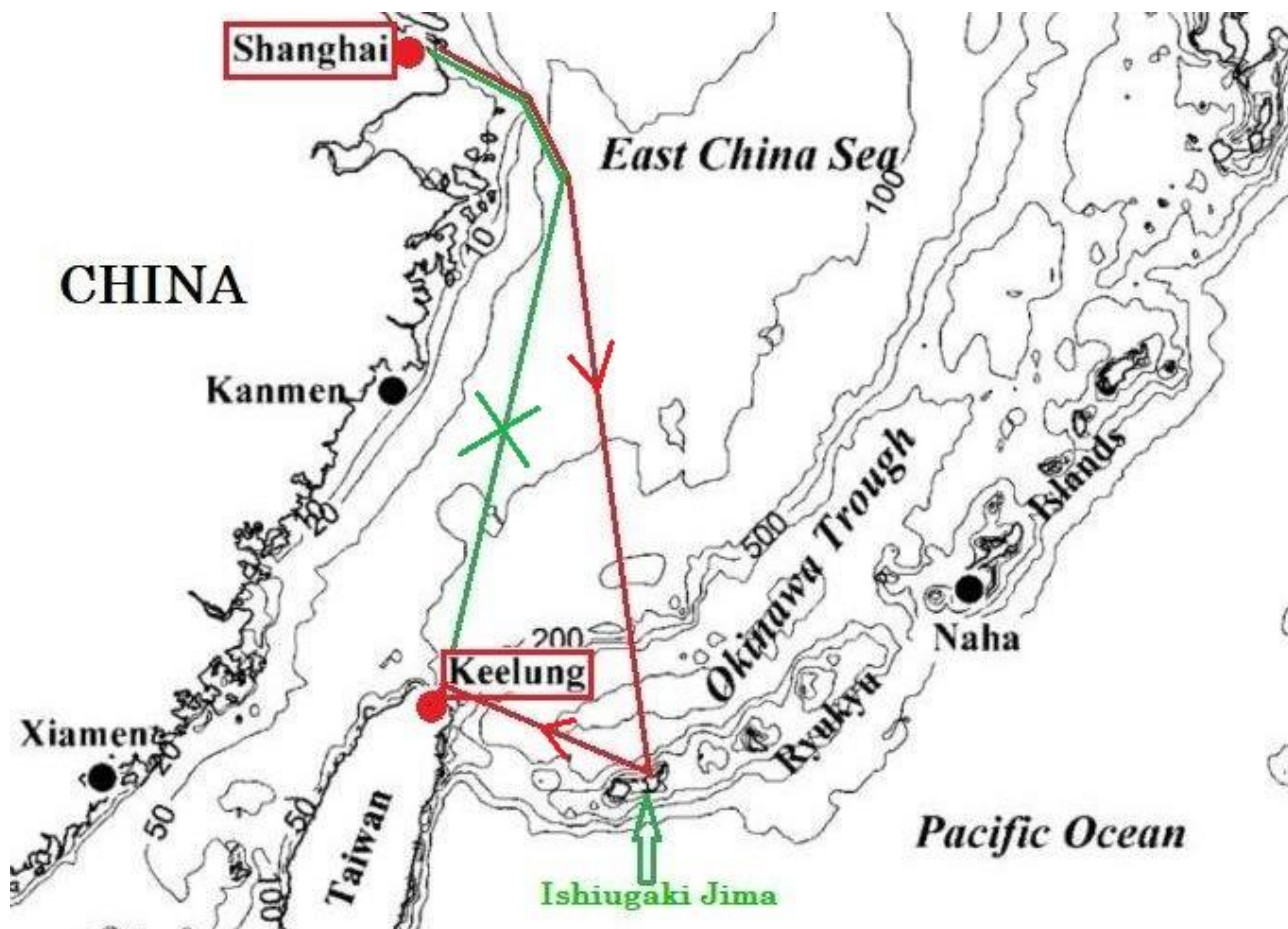 Shanghai
East China Sea
100
10
CHINA
Kanmen
20
Okinawa Trough
500
Islands
Naha
200
Keelung
Ryukyu
Xiamen
20
50
50
100
Taiwan
Pacific Ocean
Ishiugaki Jima